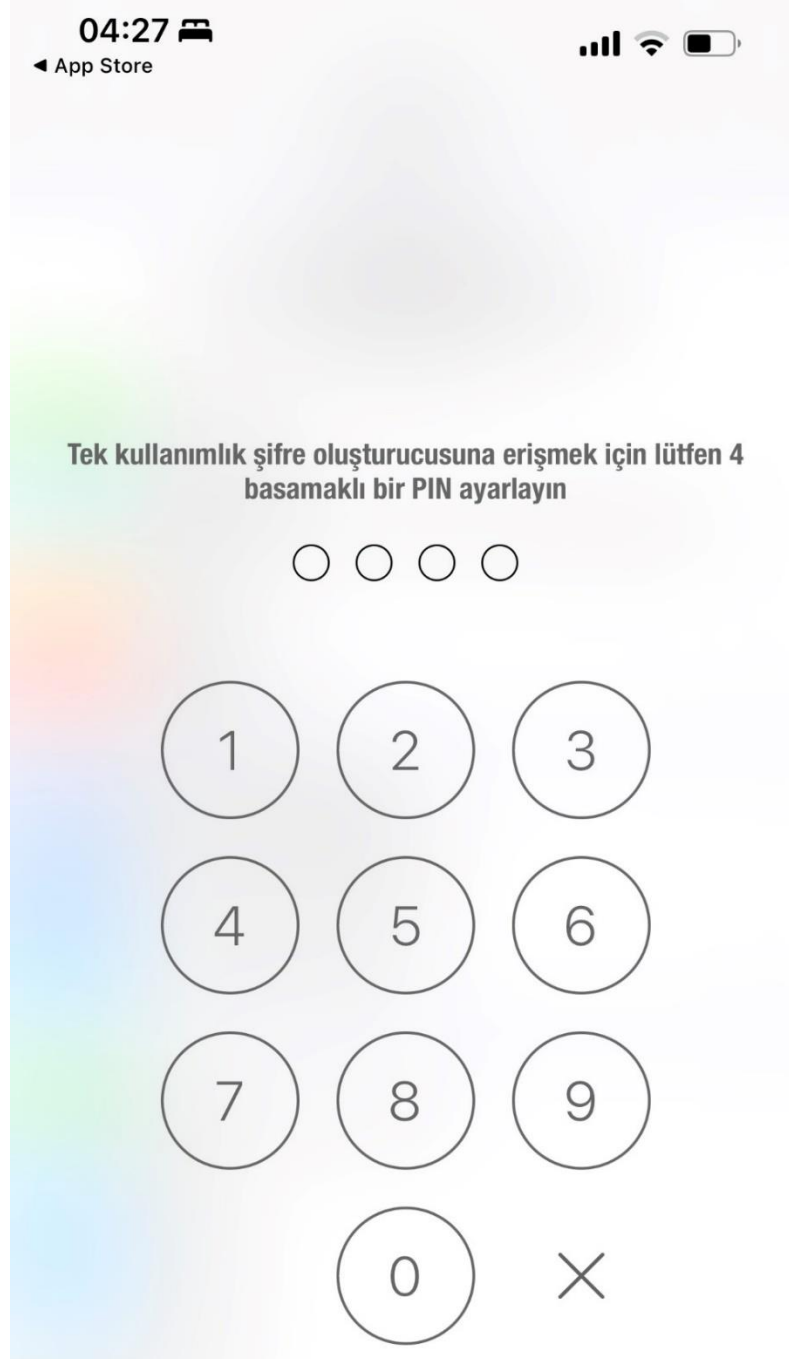 04:27
◀ App Store
Tek kullanımlık şifre oluşturucusuna erişmek için lütfen 4
basamaklı bir PIN ayarlayın
1 2 3
4 5 6
7 8 9
0 ×